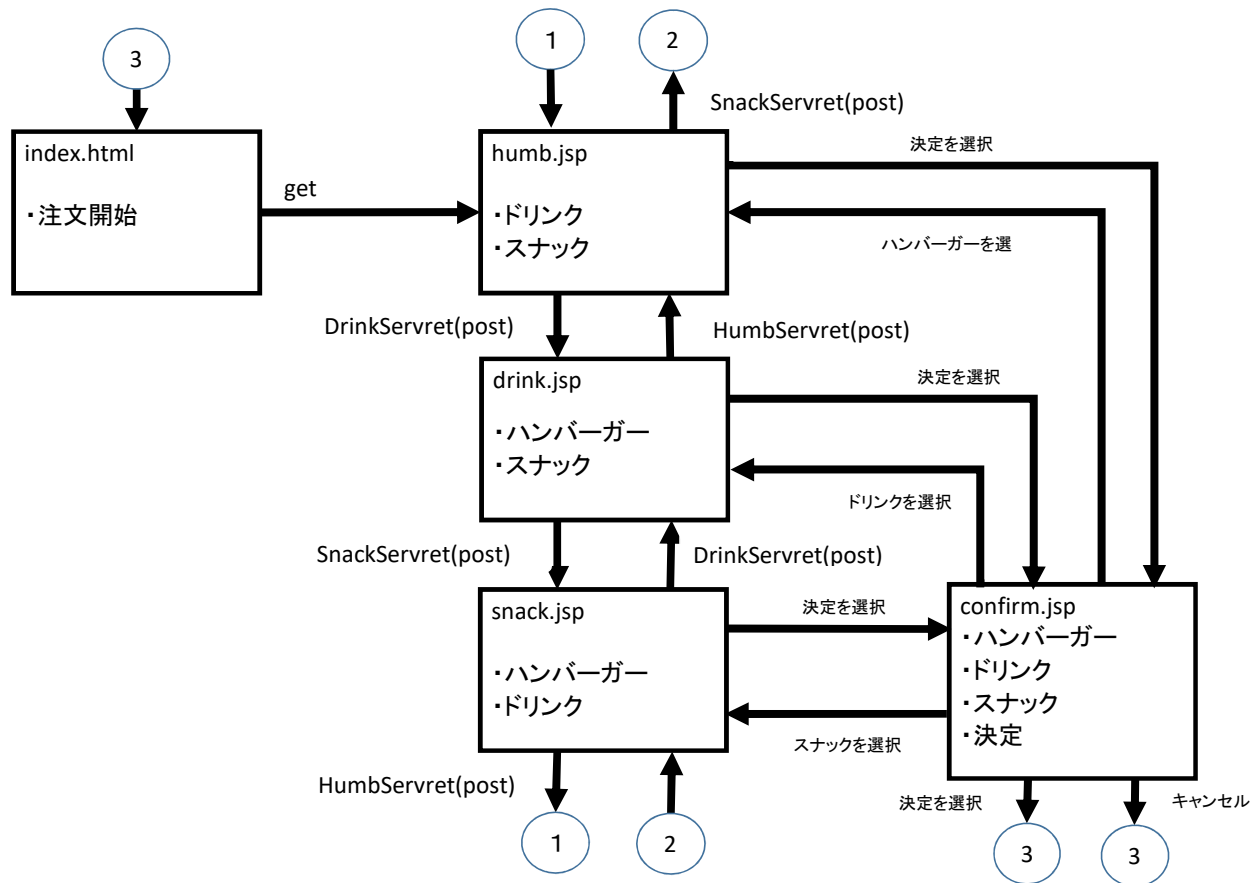 3
1
2
SnackServret(post)
index.html
・注文開始
get
humb.jsp
・ドリンク
・スナック
決定を選択
ハンバーガーを選
DrinkServret(post)
HumbServret(post)
drink.jsp
・ハンバーガー
・スナック
決定を選択
ドリンクを選択
SnackServret(post)
DrinkServret(post)
snack.jsp
・ハンバーガー
・ドリンク
決定を選択
スナックを選択
confirm.jsp
・ハンバーガー
・ドリンク
・スナック
・決定
HumbServret(post)
決定を選択
キャンセル
1
2
3
3